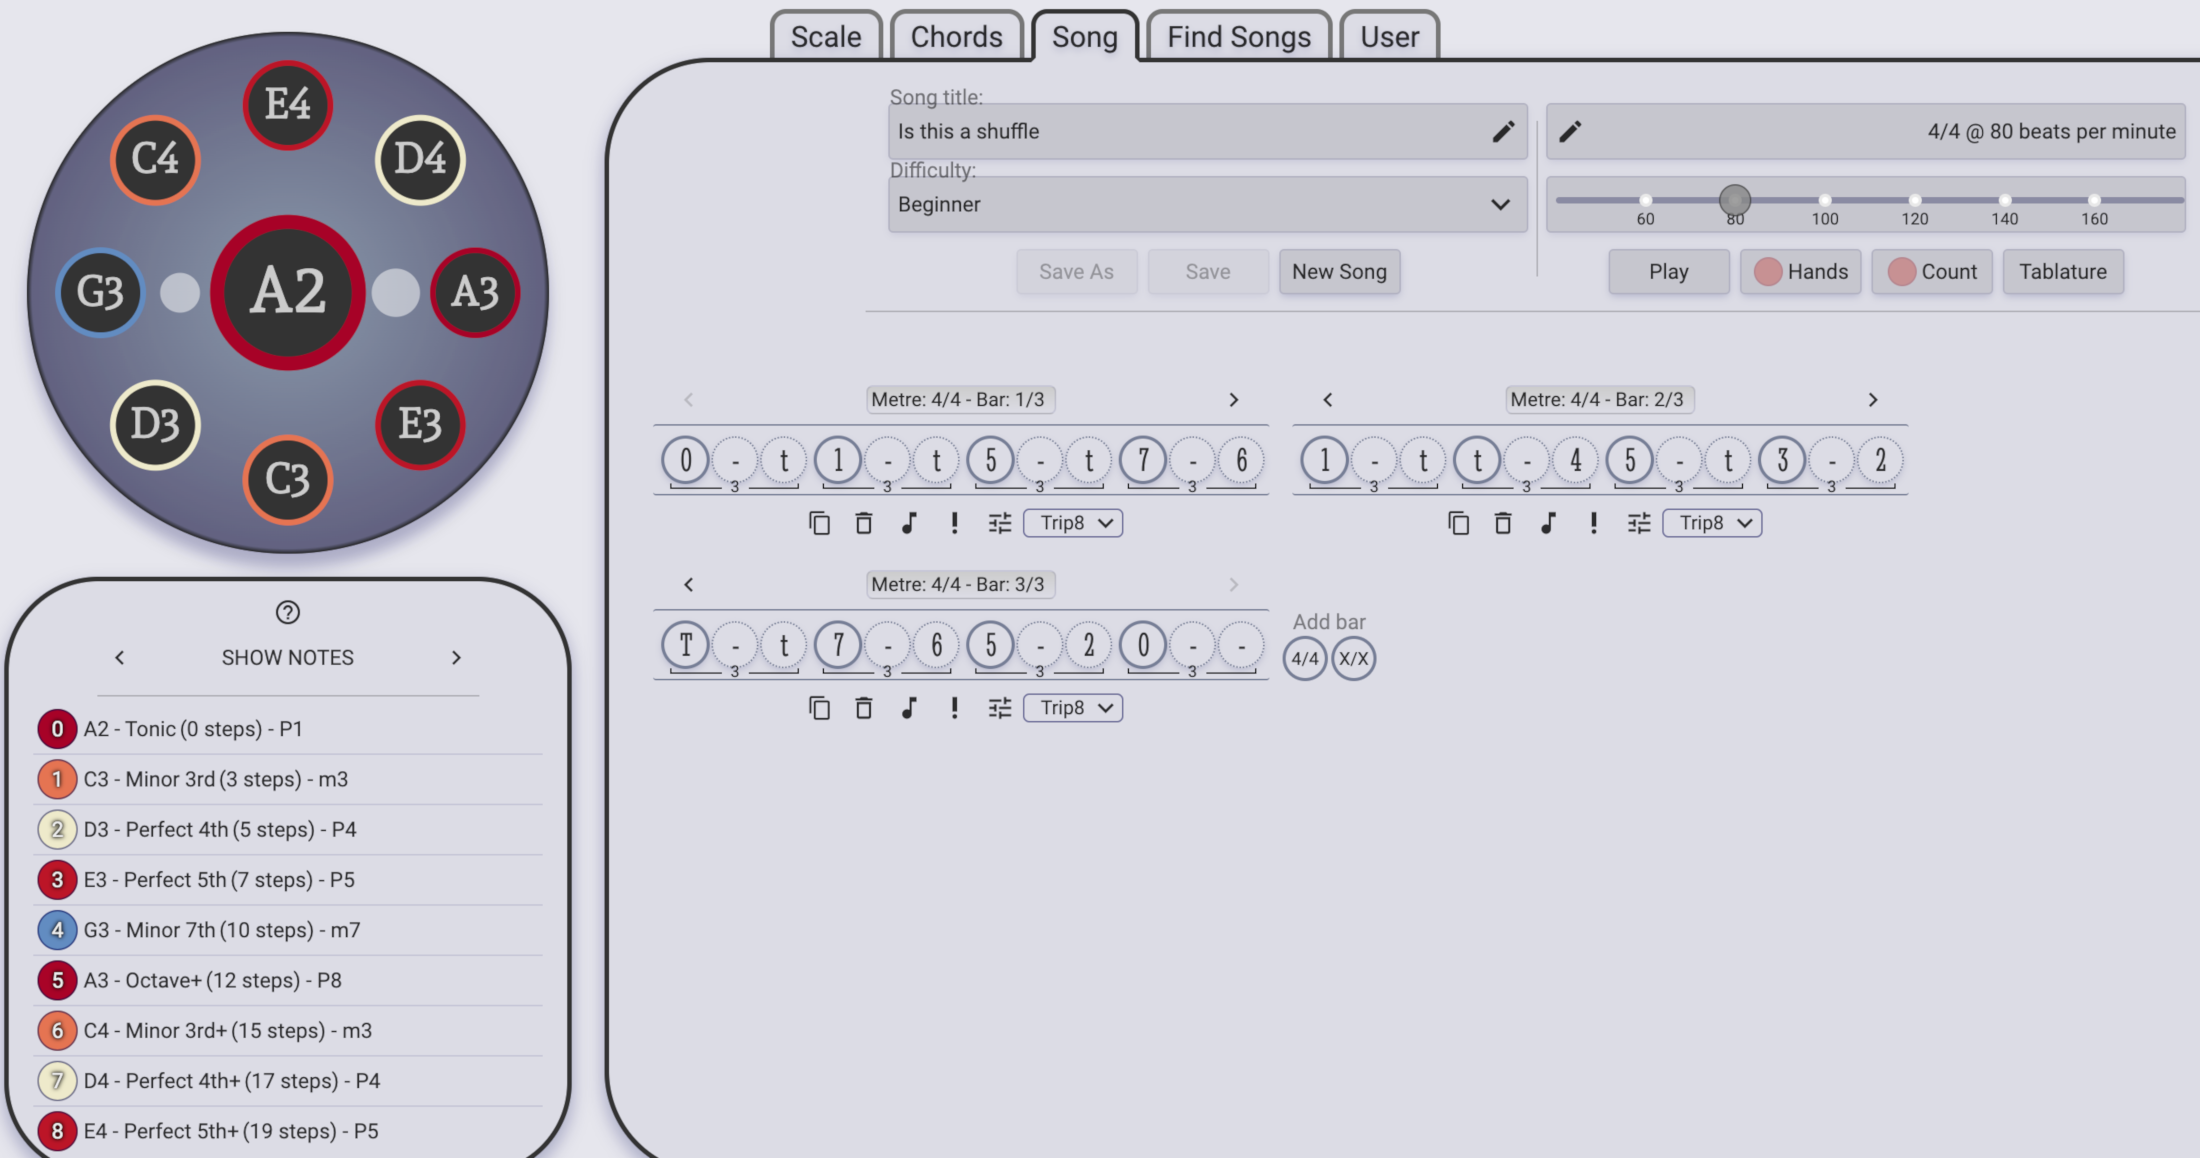 Scale Chords Song Find Songs User
E4
C4
D4
G3
A2
A3
D3
E3
C3
Song title:
Is this a shuffle
Difficulty:
Beginner
Save As Save New Song
4/4 @ 80 beats per minute
60 80 100 120 140 160
Play Hands Count Tablature
Metre: 4/4 - Bar: 1/3
0 - t 1 - t 5 - t 7 - 6
3 3 3 3
! Trip8
Metre: 4/4 - Bar: 2/3
1 - t t - 4 5 - t 3 - 2
3 3 3 3
! Trip8
Metre: 4/4 - Bar: 3/3
T - t 7 - 6 5 - 2 0 - -
3 3 3 3
! Trip8
Add bar
4/4 X/X
?
< SHOW NOTES >
0 A2 - Tonic (0 steps) - P1
1 C3 - Minor 3rd (3 steps) - m3
2 D3 - Perfect 4th (5 steps) - P4
3 E3 - Perfect 5th (7 steps) - P5
4 G3 - Minor 7th (10 steps) - m7
5 A3 - Octave+ (12 steps) - P8
6 C4 - Minor 3rd+ (15 steps) - m3
7 D4 - Perfect 4th+ (17 steps) - P4
8 E4 - Perfect 5th+ (19 steps) - P5